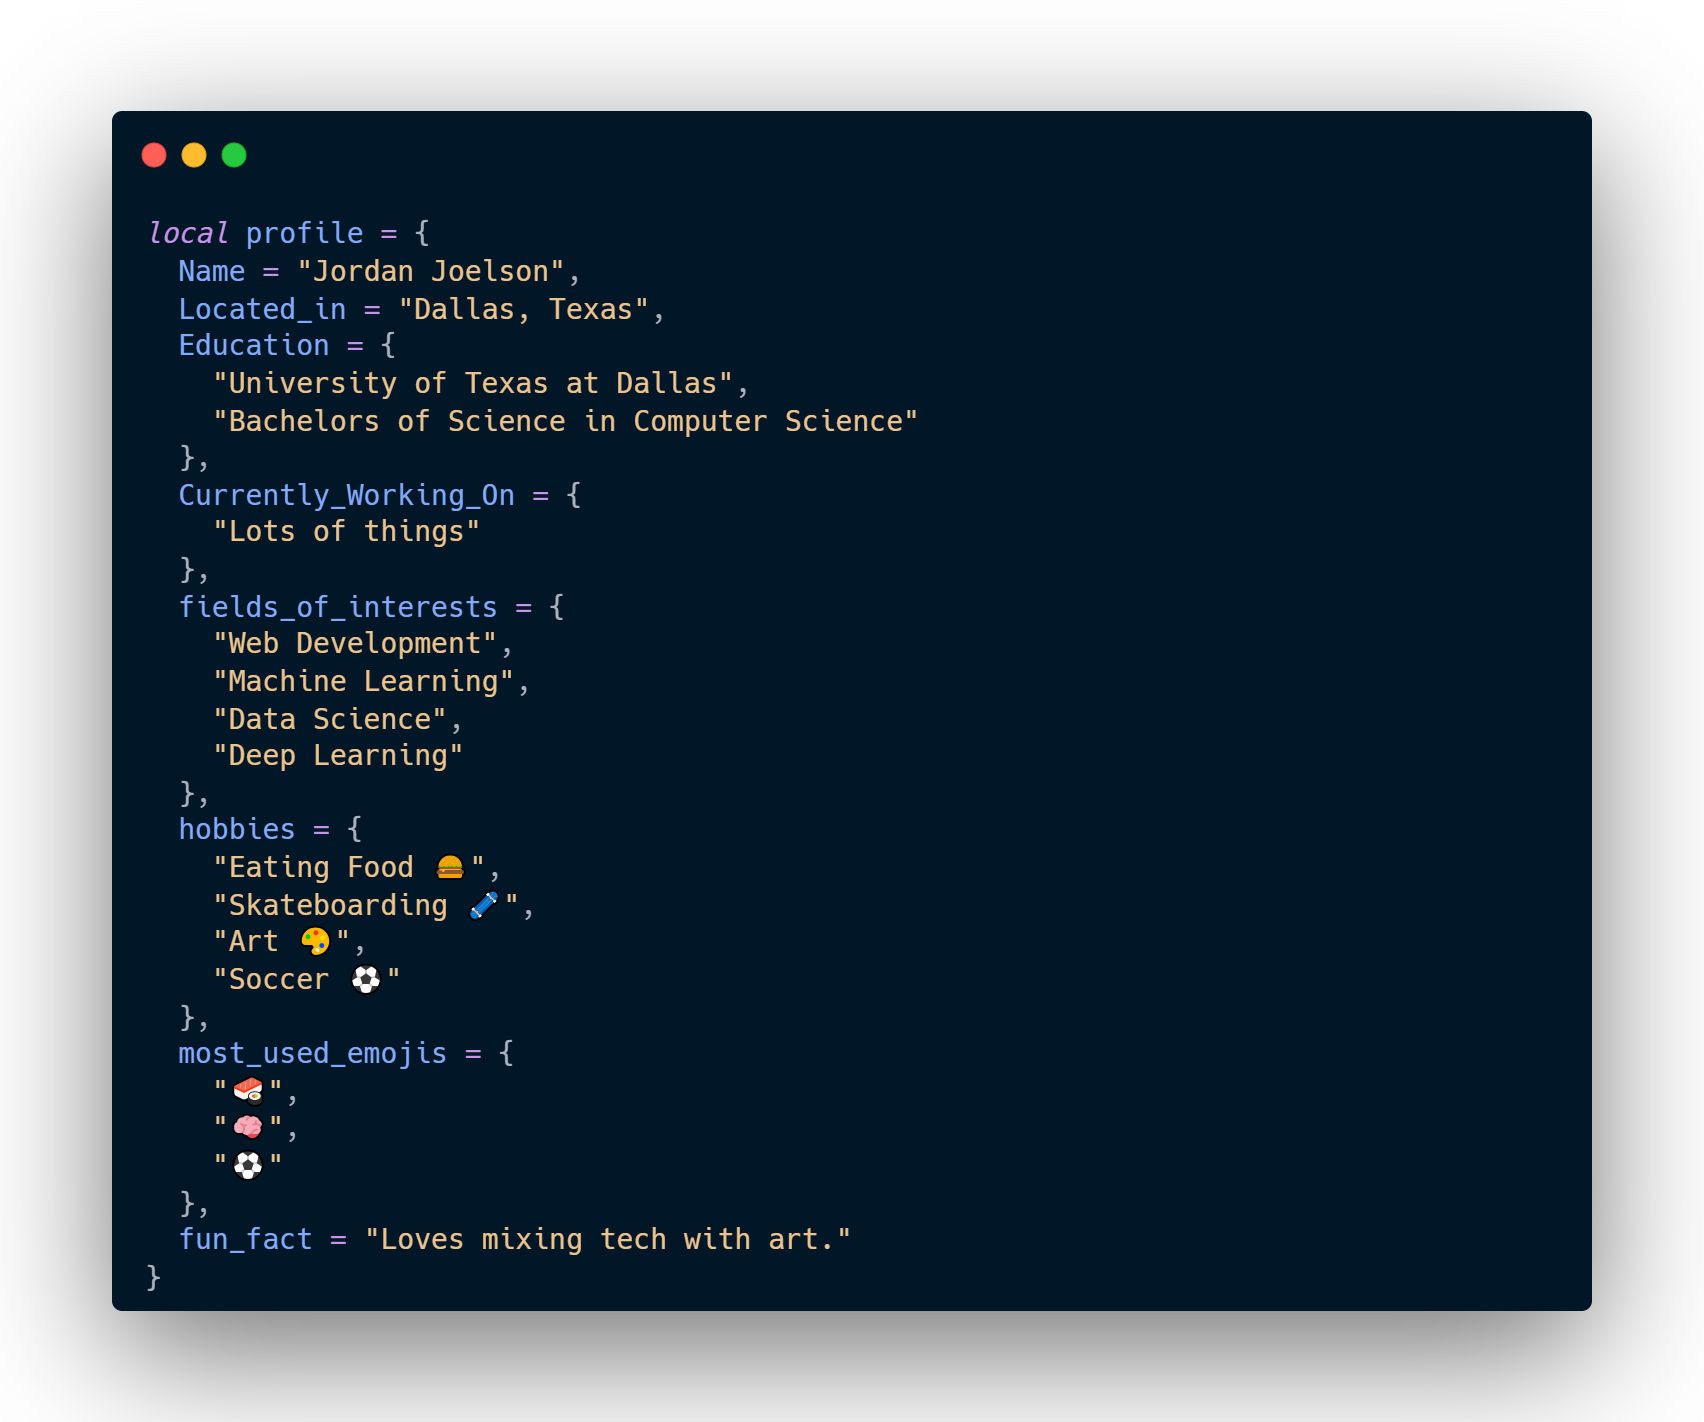 local profile = {
  Name = "Jordan Joelson",
  Located_in = "Dallas, Texas",
  Education = {
    "University of Texas at Dallas",
    "Bachelors of Science in Computer Science"
  },
  Currently_Working_On = {
    "Lots of things"
  },
  fields_of_interests = {
    "Web Development",
    "Machine Learning",
    "Data Science",
    "Deep Learning"
  },
  hobbies = {
    "Eating Food 🍔",
    "Skateboarding 🛹",
    "Art 🎨",
    "Soccer ⚽"
  },
  most_used_emojis = {
    "🍣",
    "🧠",
    "⚽"
  },
  fun_fact = "Loves mixing tech with art."
}